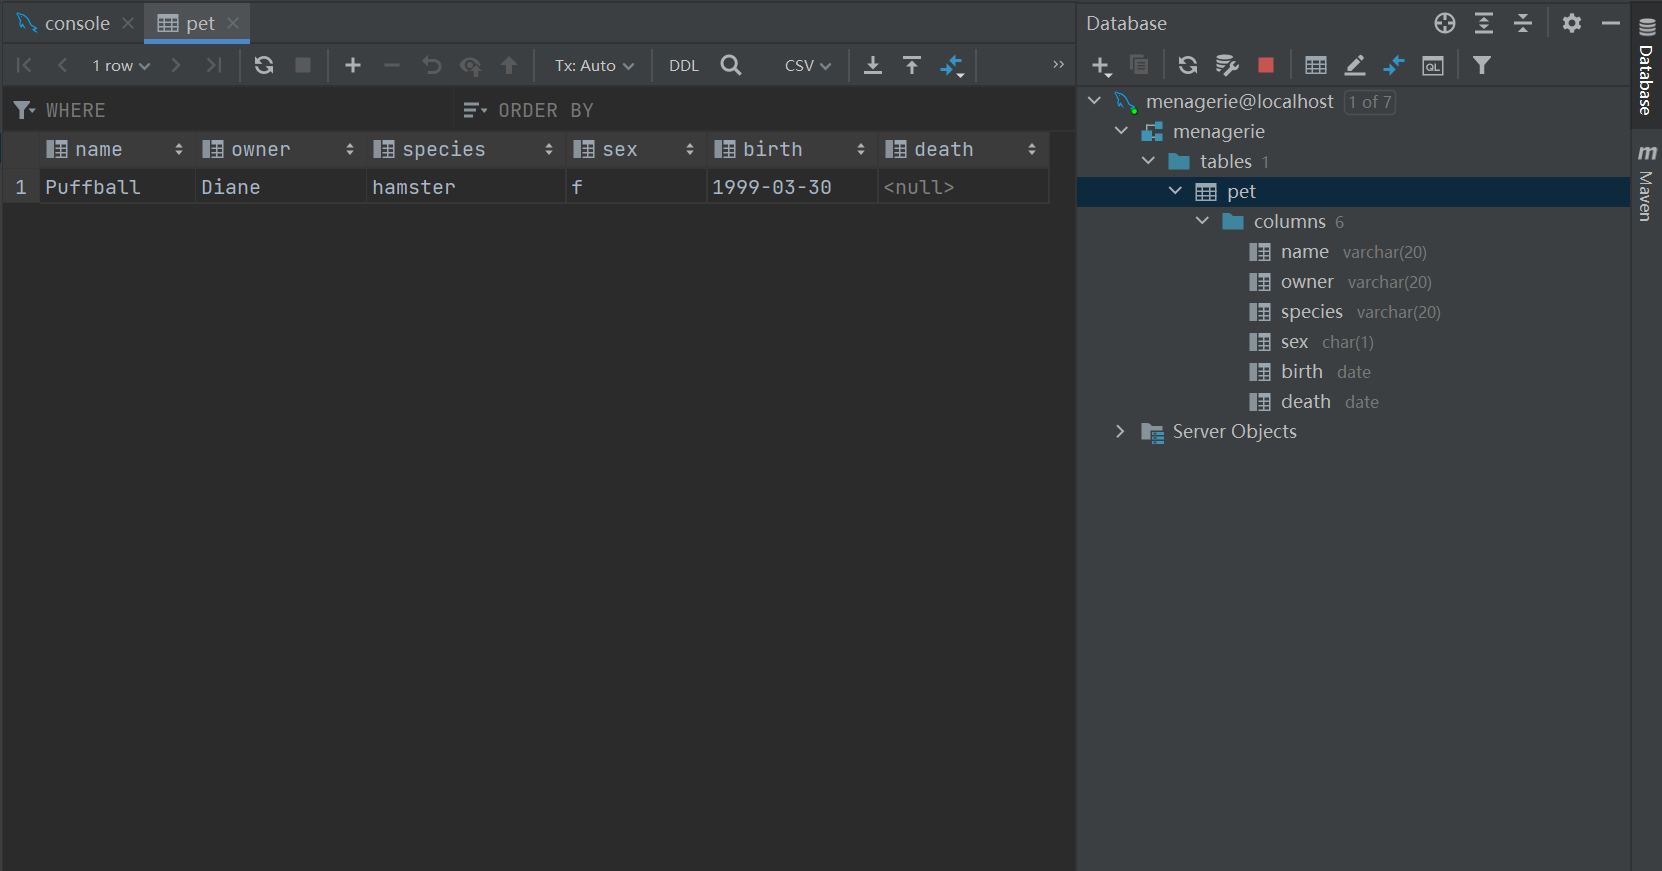 console
pet
1 row
Tx: Auto
DDL
CSV
WHERE
ORDER BY
name owner species sex birth death
1 Puffball Diane hamster f 1999-03-30 <null>
Database
menagerie@localhost 1 of 7
menagerie
tables 1
pet
columns 6
name varchar(20)
owner varchar(20)
species varchar(20)
sex char(1)
birth date
death date
Server Objects
QL
Database
m Maven